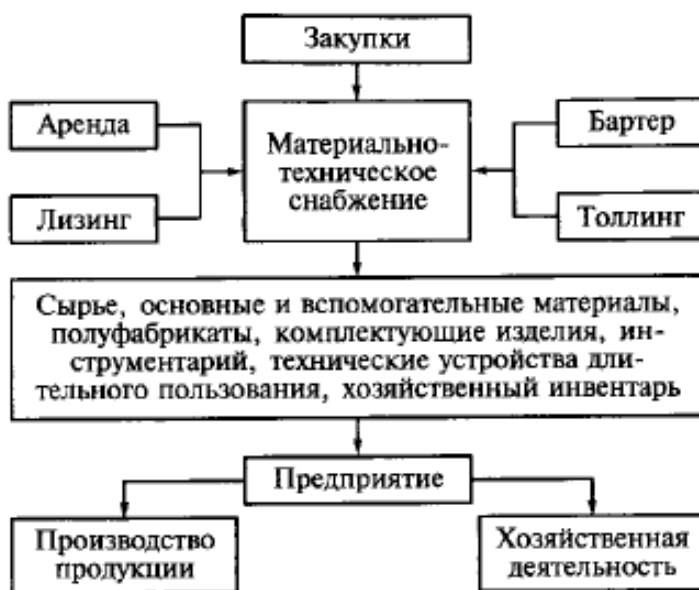 Закупки
Аренда
Бартер
Материально-
техническое
снабжение
Лизинг
Толлинг
Сырье, основные и вспомогательные материалы,
полуфабрикаты, комплектующие изделия, ин-
струментарий, технические устройства дли-
тельного пользования, хозяйственный инвентарь
Предприятие
Производство
продукции
Хозяйственная
деятельность